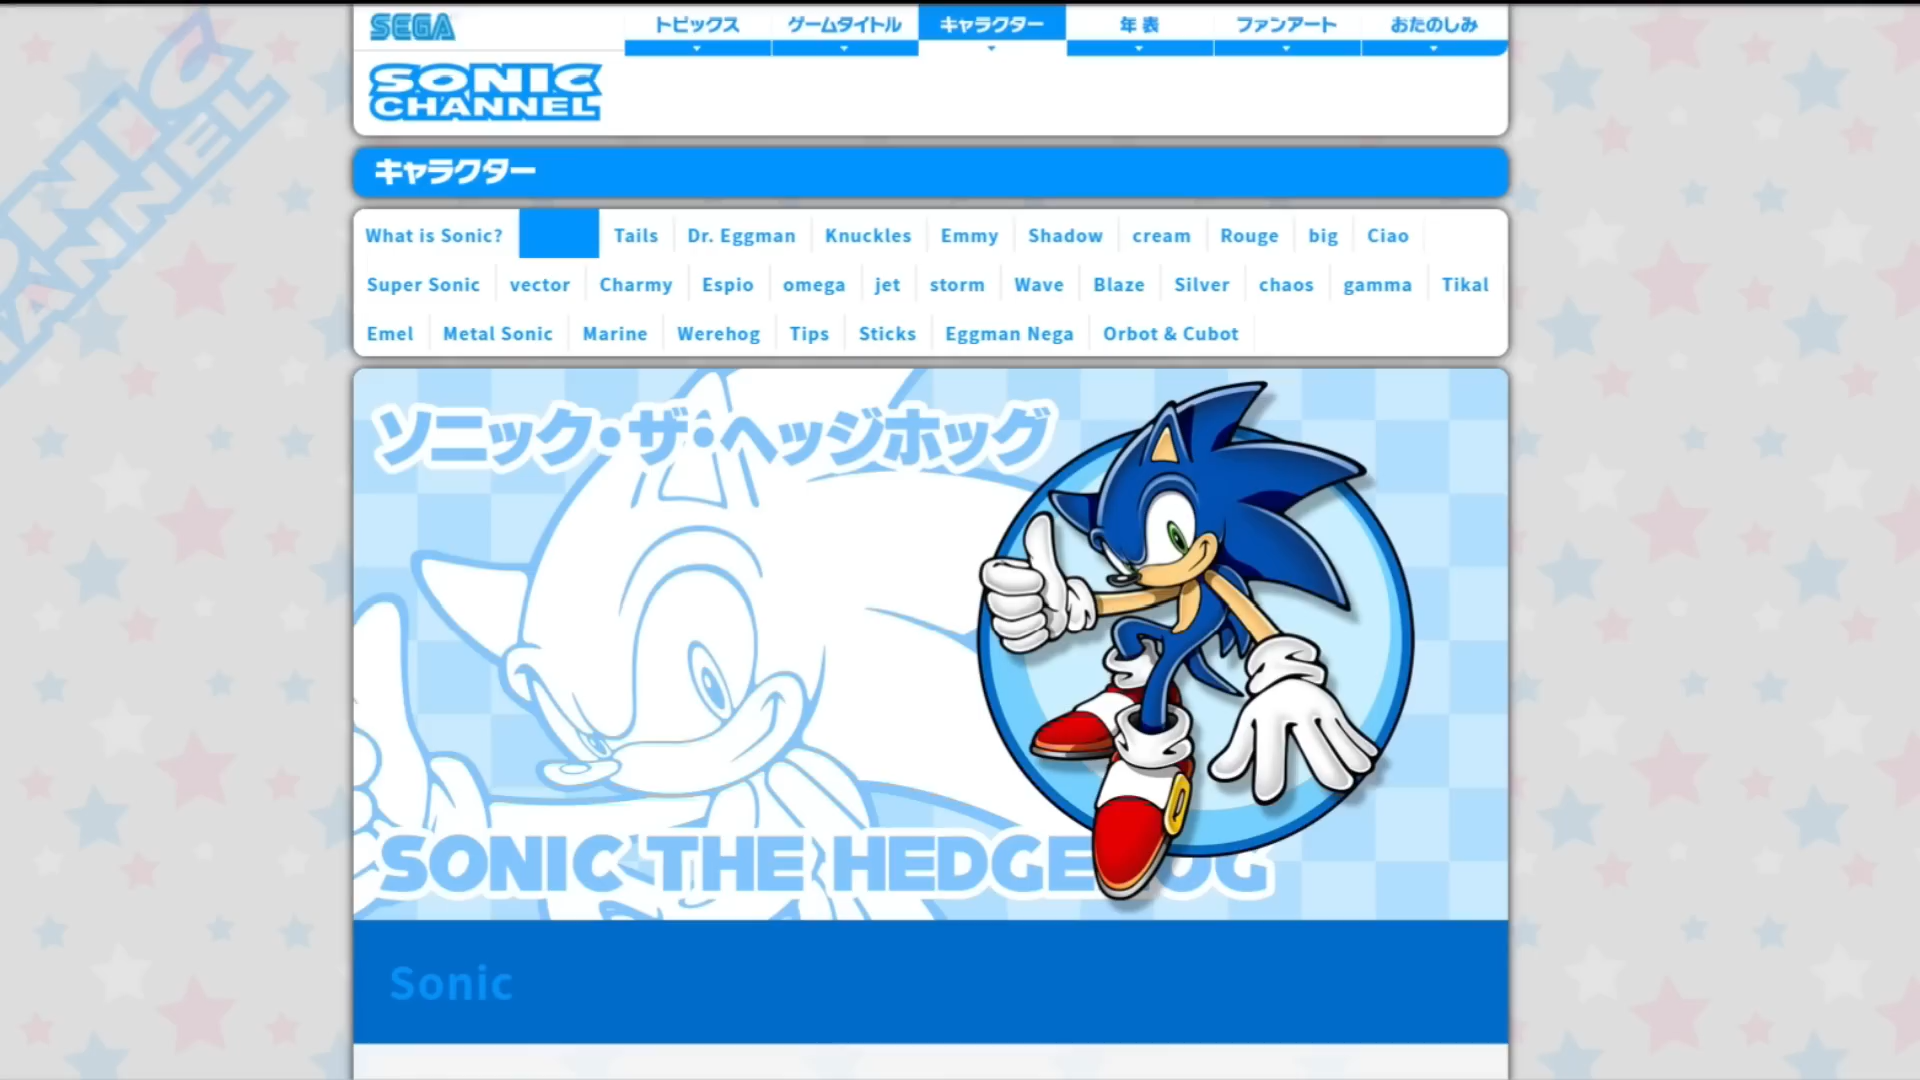 SEGA
トピックス ゲームタイトル キャラクター 年表 ファンアート おたのしみ
SONIC
CHANNEL
キャラクター
What is Sonic? Tails Dr. Eggman Knuckles Emmy Shadow cream Rouge big Ciao
Super Sonic vector Charmy Espio omega jet storm Wave Blaze Silver chaos gamma Tikal
Emel Metal Sonic Marine Werehog Tips Sticks Eggman Nega Orbot & Cubot
ソニック・ザ・ヘッジホッグ
SONIC THE HEDGEHOG
Sonic